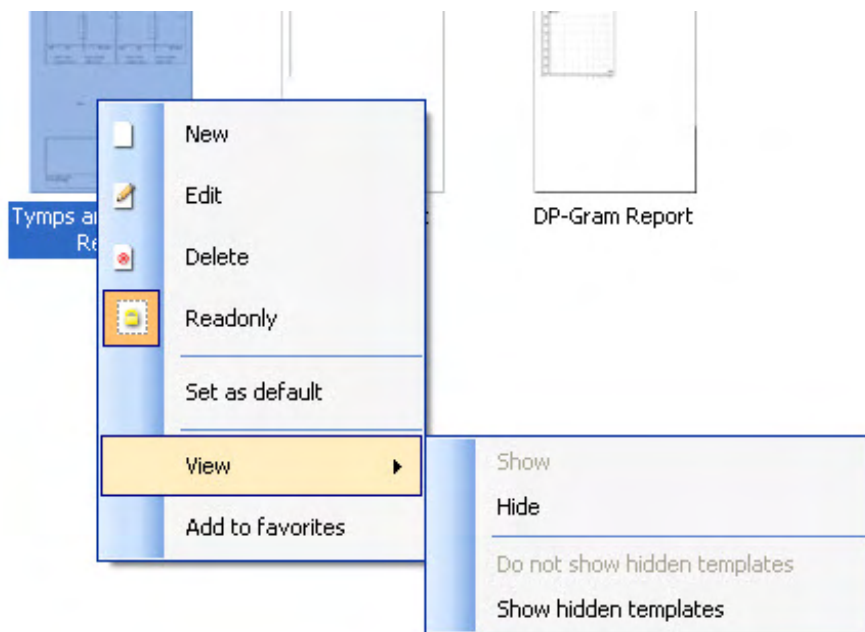 New
Edit
Tymps a
Re
DP-Gram Report
Delete
Readonly
Set as default
View
Show
Hide
Add to favorites
Do not show hidden templates
Show hidden templates